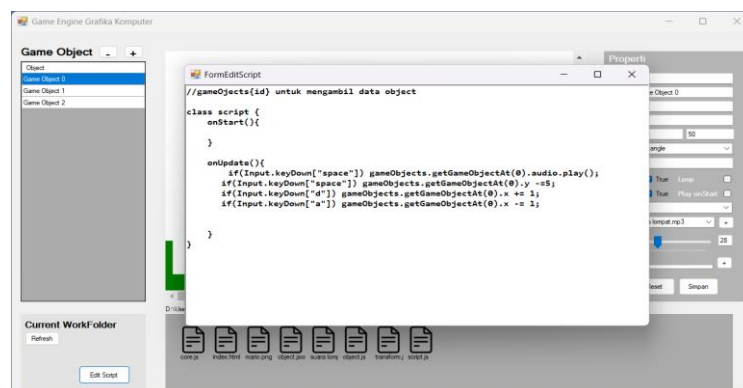 Game Engine Grafika Komputer
Game Object - +
Object
Game Object 0
Game Object 1
Game Object 2
FormEditScript
//gameOjects{id} untuk mengambil data object
class script {
onStart(){
}
onUpdate(){
if(Input.keyDown["space"]) gameObjects.getGameObjectAt(0).audio.play();
if(Input.keyDown["space"]) gameObjects.getGameObjectAt(0).y -=5;
if(Input.keyDown["d"]) gameObjects.getGameObjectAt(0).x += 1;
if(Input.keyDown["a"]) gameObjects.getGameObjectAt(0).x -= 1;
}
}
Properti
Object 0
50
True Loop
True Play onStart
lompat.mp3
28
Simpan
Current WorkFolder
Refresh
Edit Script
core.js index.html mario.png object.json object.js transform.j script.js